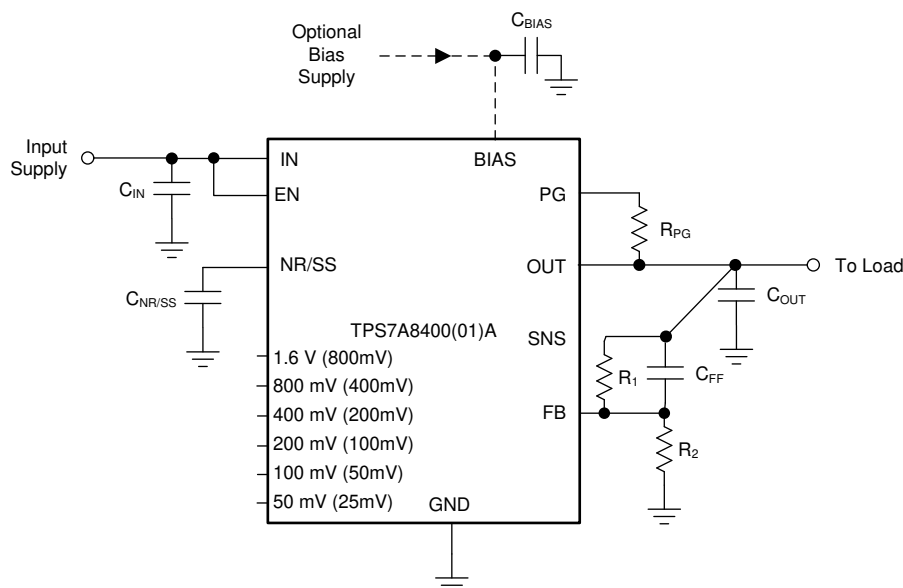 Optional
Bias
Supply
CBIAS
Input
Supply
CIN
IN
EN
BIAS
PG
RPG
NR/SS
OUT
To Load
CNR/SS
COUT
TPS7A8400(01)A
SNS
1.6 V (800mV)
800 mV (400mV)
400 mV (200mV)
200 mV (100mV)
100 mV (50mV)
50 mV (25mV)
R1
CFF
FB
R2
GND